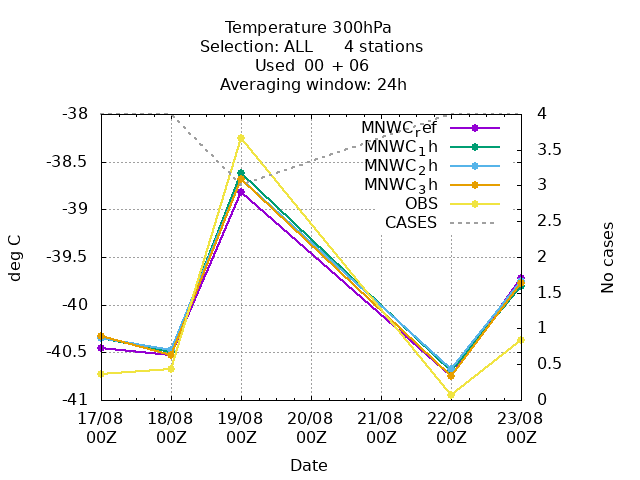 Temperature 300hPa
Selection: ALL 4 stations
Used 00 + 06
Averaging window: 24h
-38
-38.5
-39
-39.5
-40
-40.5
-41
deg C
4
3.5
3
2.5
2
1.5
1
0.5
0
No cases
MNWC_ref
MNWC_1h
MNWC_2h
MNWC_3h
OBS
CASES
17/08 18/08 19/08 20/08 21/08 22/08 23/08
00Z 00Z 00Z 00Z 00Z 00Z 00Z
Date